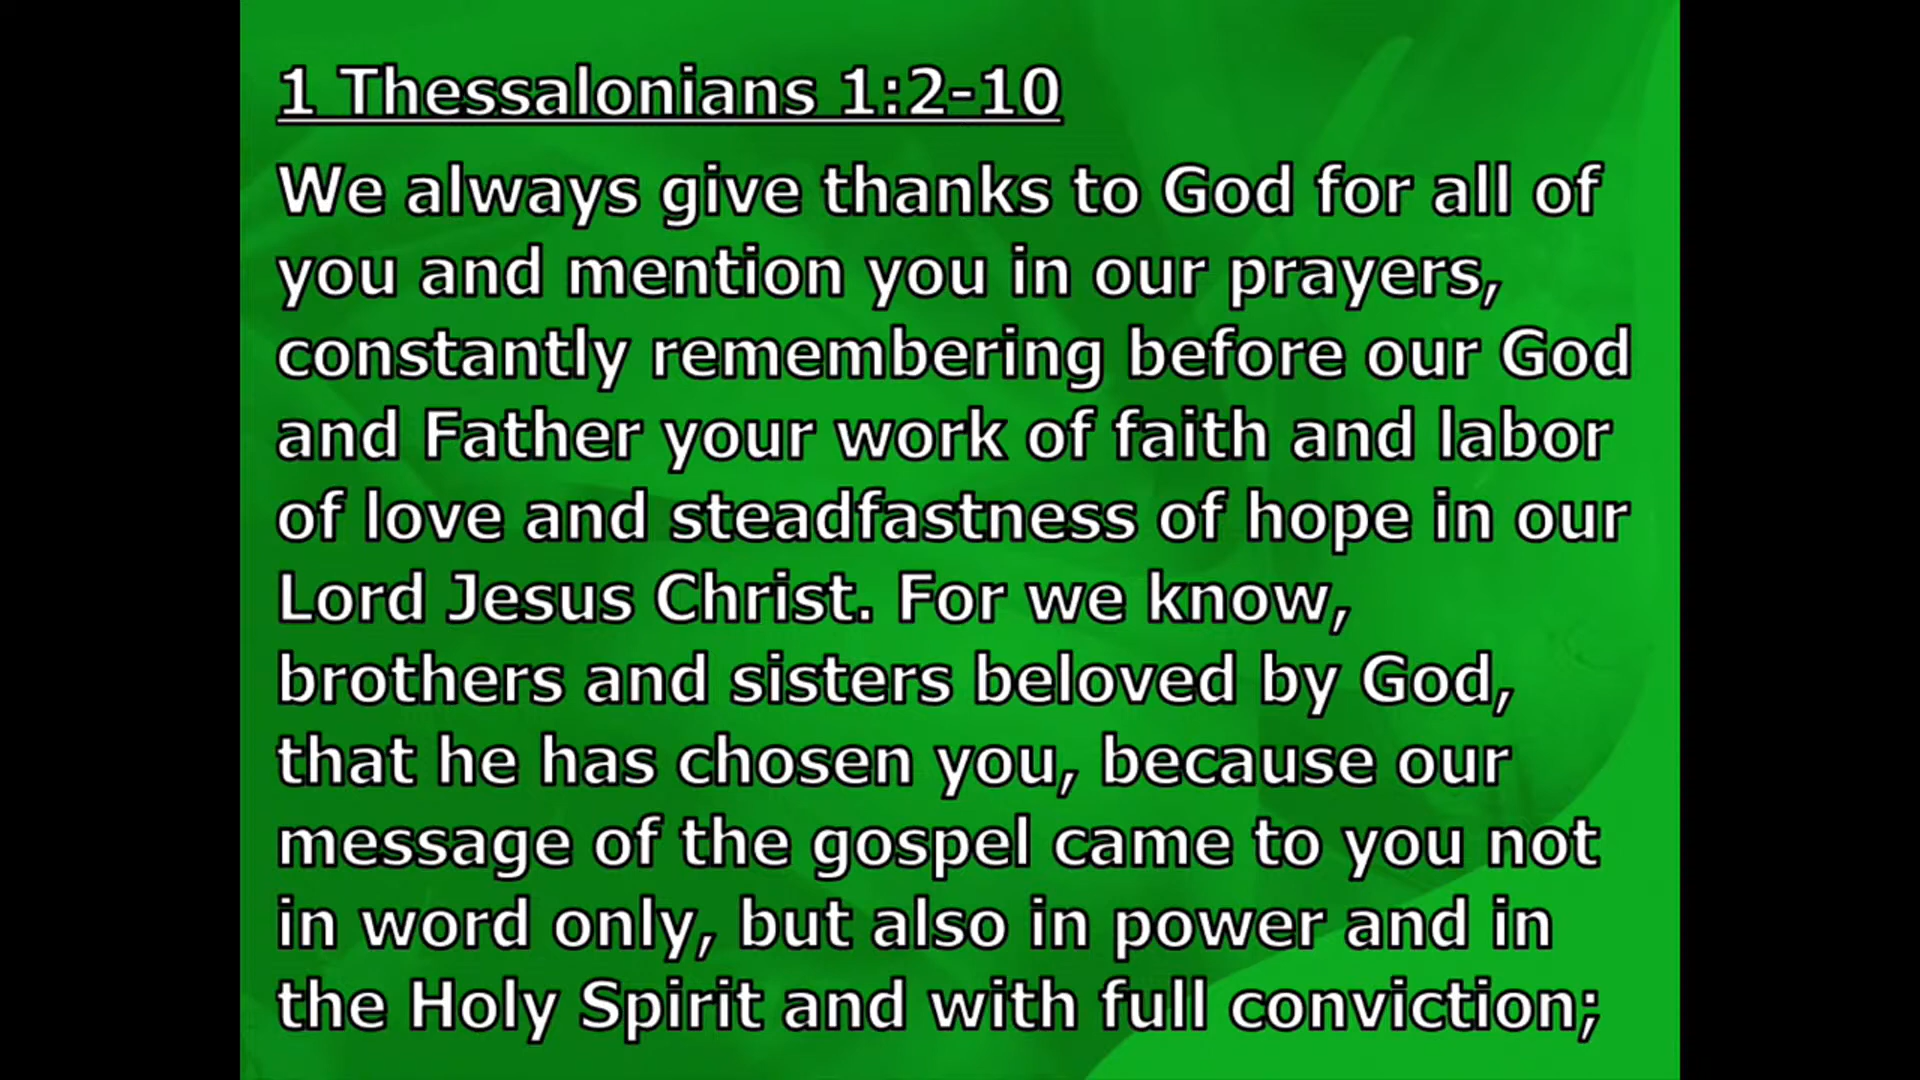 1 Thessalonians 1:2-10
We always give thanks to God for all of
you and mention you in our prayers,
constantly remembering before our God
and Father your work of faith and labor
of love and steadfastness of hope in our
Lord Jesus Christ. For we know,
brothers and sisters beloved by God,
that he has chosen you, because our
message of the gospel came to you not
in word only, but also in power and in
the Holy Spirit and with full conviction;